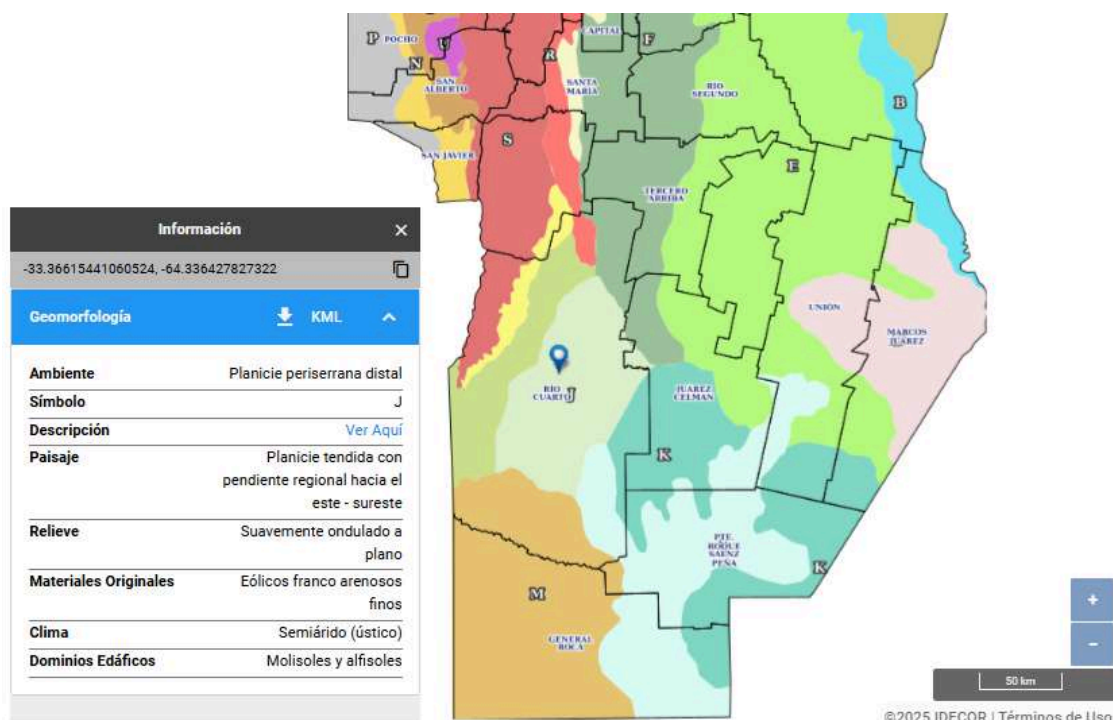 P POCHO
U
N
SAN
ALBERTO
R
CAPITAL
F
SANTA
MARIA
RIO
SEGUNDO
B
S
SAN JAVIER
E
TERCERO
ARRIBA
Información ×
-33.36615441060524, -64.336427827322
Geomorfología KML
Ambiente Planicie periserrana distal
Símbolo J
Descripción Ver Aquí
Paisaje Planicie tendida con
pendiente regional hacia el
este - sureste
Relieve Suavemente ondulado a
plano
Materiales Originales Eólicos franco arenosos
finos
Clima Semiárido (ústico)
Dominios Edáficos Molisoles y alfisoles
UNIÓN
MARCOS
JUÁREZ
RÍO
CUARTO
J
JUAREZ
CELMAN
K
PTE.
ROQUE
SAENZ
PEÑA
K
M
GENERAL
ROCA
+
−
50 km
©2025 IDECOR | Términos de Uso